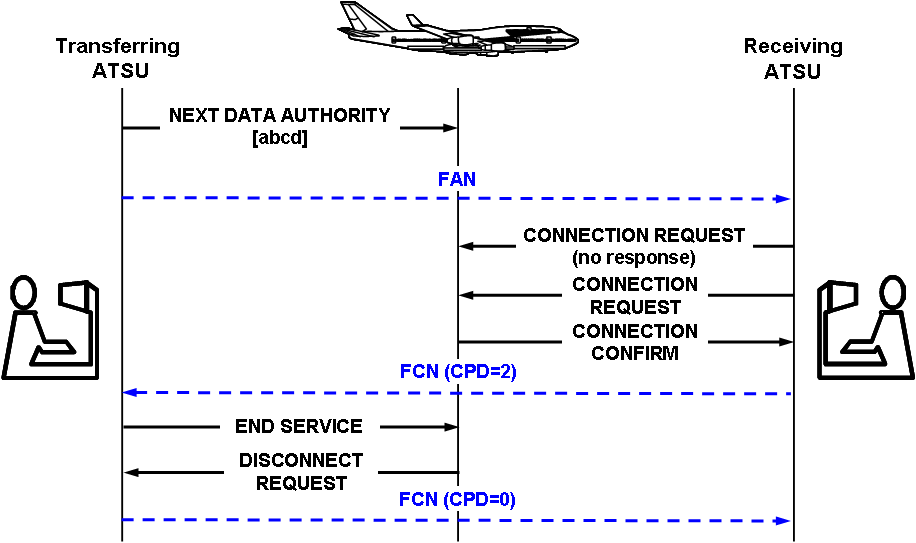 Transferring
ATSU
Receiving
ATSU
NEXT DATA AUTHORITY
[abcd]
FAN
CONNECTION REQUEST
(no response)
CONNECTION
REQUEST
CONNECTION
CONFIRM
FCN (CPD=2)
END SERVICE
DISCONNECT
REQUEST
FCN (CPD=0)